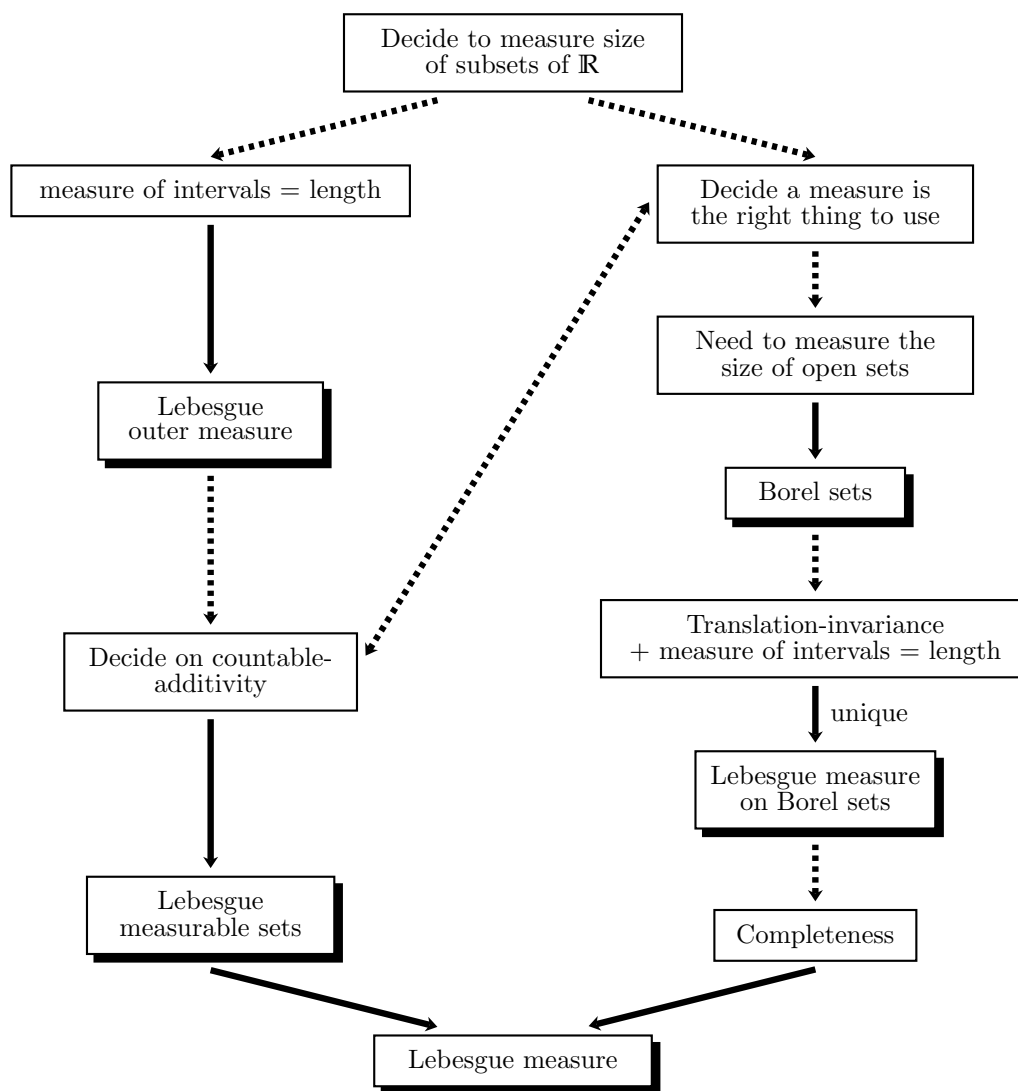 Decide to measure size
of subsets of ℝ
measure of intervals = length
Decide a measure is
the right thing to use
Need to measure the
size of open sets
Lebesgue
outer measure
Borel sets
Translation-invariance
+ measure of intervals = length
Decide on countable-
additivity
unique
Lebesgue measure
on Borel sets
Lebesgue
measurable sets
Completeness
Lebesgue measure